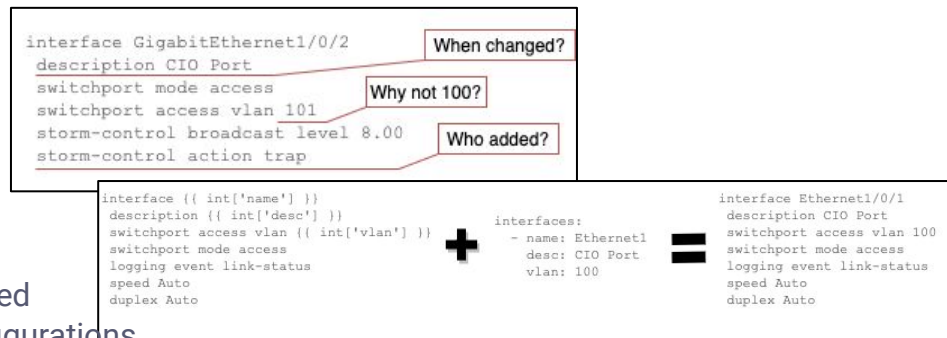 interface GigabitEthernet1/0/2
description CIO Port
switchport mode access
switchport access vlan 101
storm-control broadcast level 8.00
storm-control action trap
When changed?
Why not 100?
Who added?
interface {{ int['name'] }}
description {{ int['desc'] }}
switchport access vlan {{ int['vlan'] }}
switchport mode access
logging event link-status
speed Auto
duplex Auto
+
interfaces:
- name: Ethernet1
desc: CIO Port
vlan: 100
=
interface Ethernet1/0/1
description CIO Port
switchport access vlan 100
switchport mode access
logging event link-status
speed Auto
duplex Auto